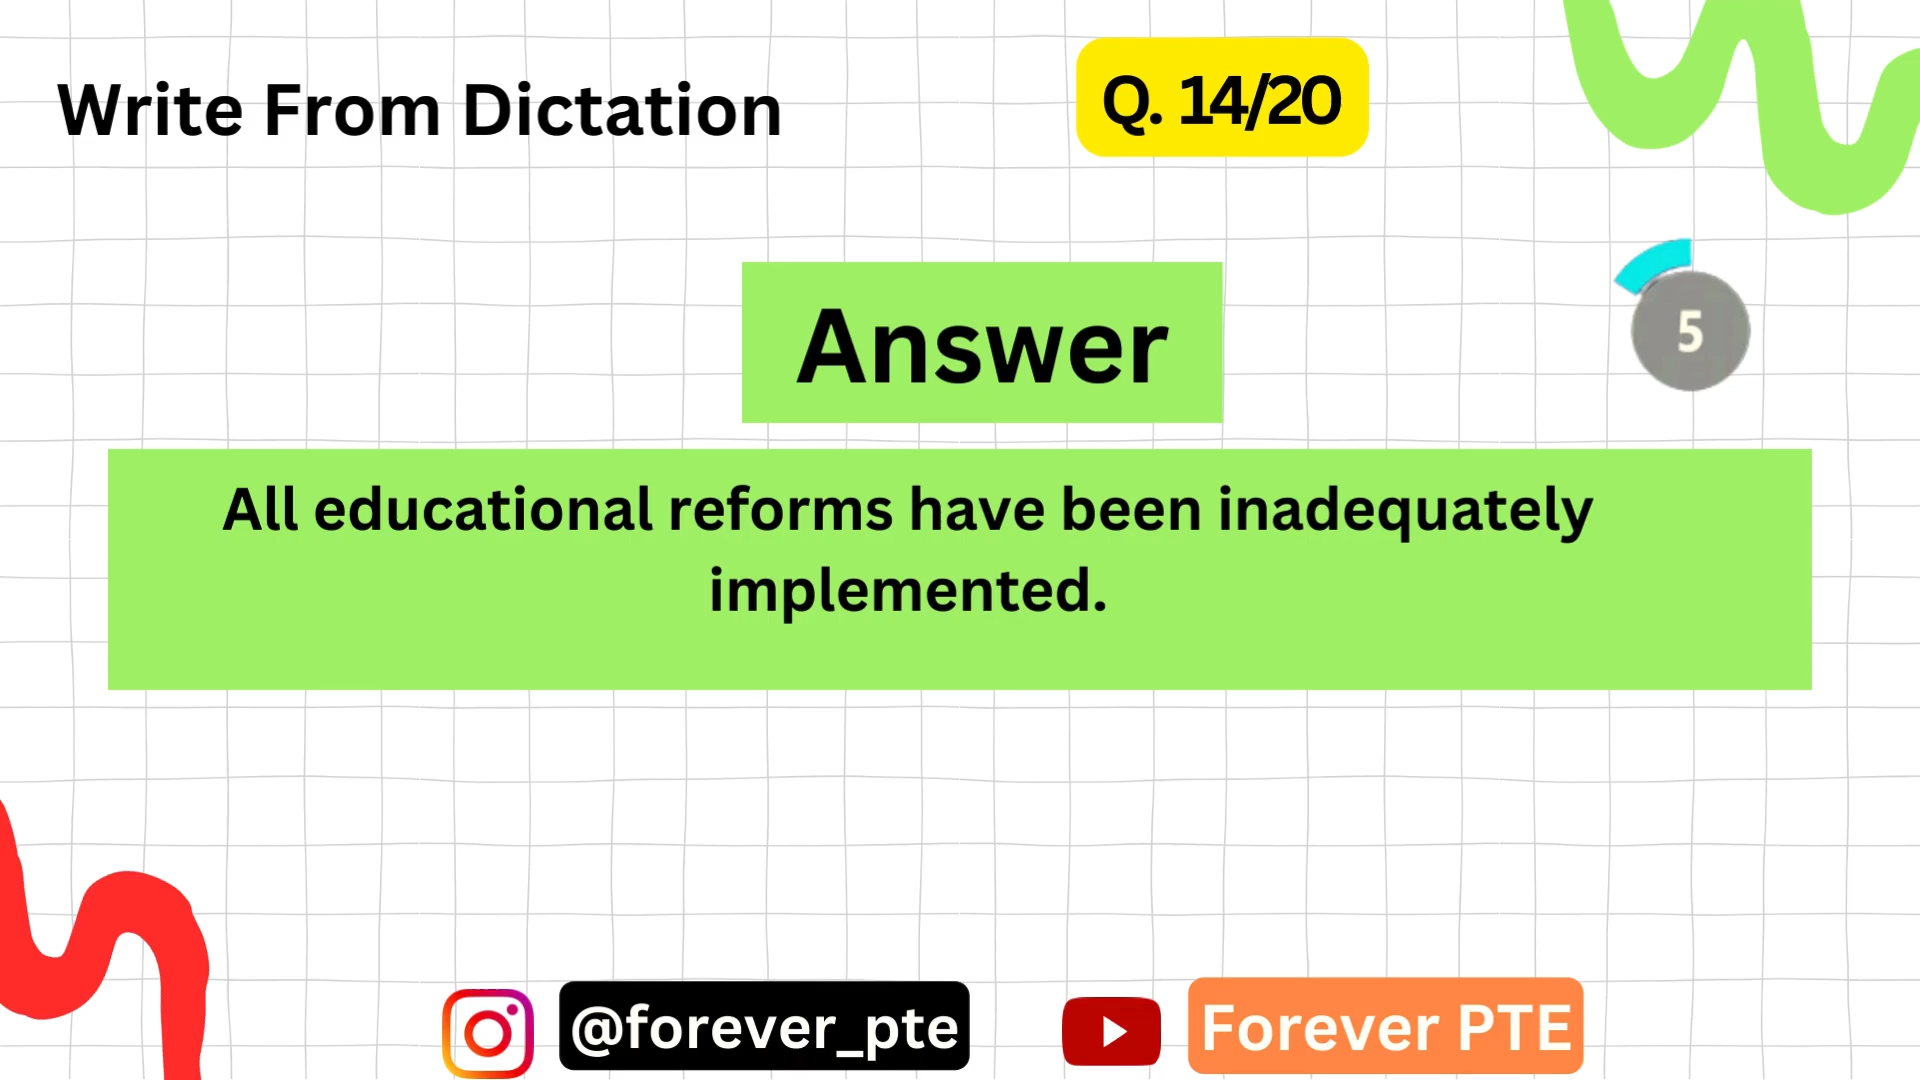 Write From Dictation
Q. 14/20
Answer
5
All educational reforms have been inadequately
implemented.
@forever_pte
Forever PTE